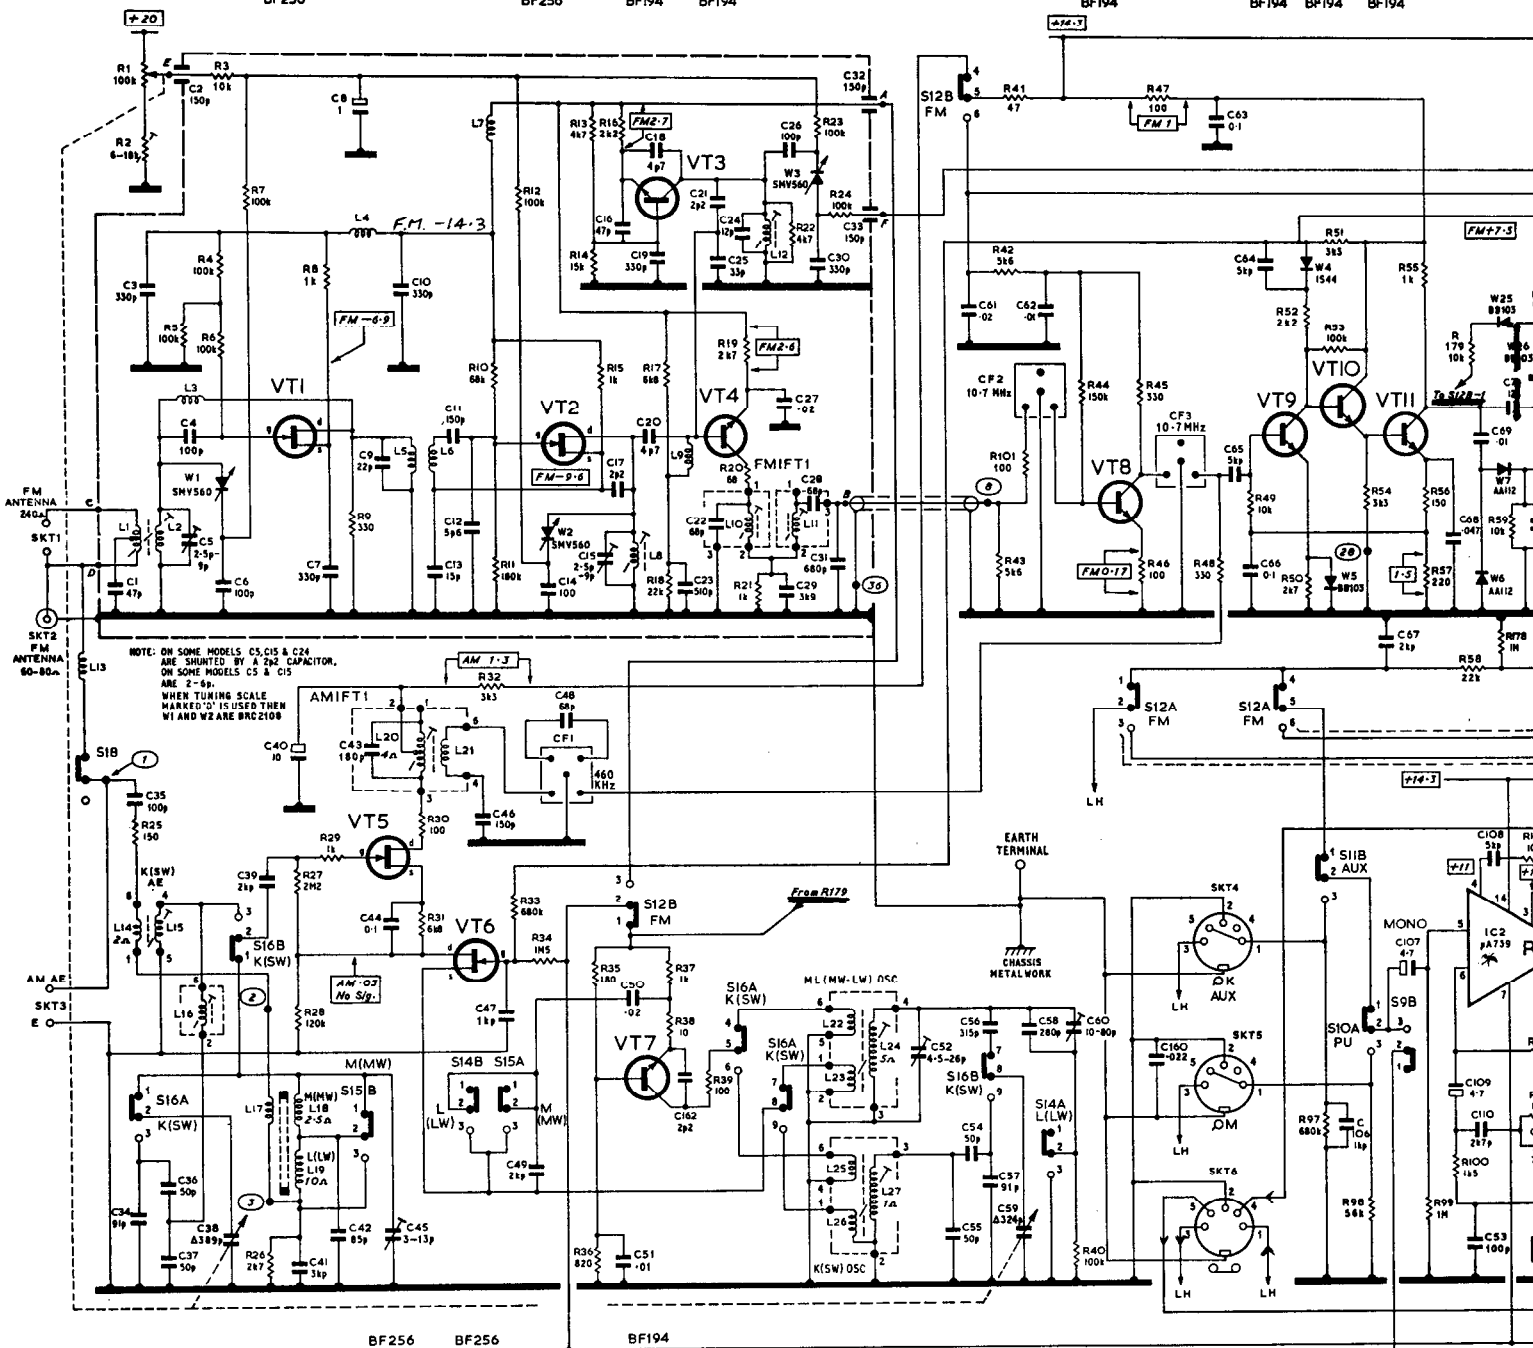 BF256
BF194
BF194
BF194
BF194
BF194
BF194
+20
R1
100k
E
C2
150p
R3
10k
R2
6-18k
C8
1
R7
100k
L7
R13
4k7
R16
2k2
FM2·7
C18
4p7
VT3
C26
100p
R23
100k
W3
SMV560
C32
150p
A
R24
100k
C33
150p
F
S12B
FM
4
5
6
+14·3
R41
47
R47
100
FM 1
C63
0·1
R12
100k
C16
47p
C21
2p2
C24
12p
R22
4k7
L12
R14
15k
C19
330p
C25
33p
C30
330p
L4
F.M. -14·3
R4
100k
R8
1k
C10
330p
C3
330p
R5
100k
R6
100k
FM -6·9
L3
VT1
C4
100p
W1
SMV560
R10
68k
R15
1k
R17
6k8
R19
2k7
FM2·6
VT2
VT4
C11
150p
C20
4p7
C27
·02
C9
22p
L5
L6
FM-9·6
C17
2p2
L9
R20
68
FMIFT1
C28
68p
B
FM
ANTENNA
240Ω
C
SKT1
L1
L2
C5
2·5p-
9p
R9
330
C12
5p6
W2
SMV560
C15
2·5p
-9p
L8
C22
68p
L10
L11
C31
680p
D
C1
47p
C6
100p
C7
330p
C13
15p
R11
180k
C14
100
R18
22k
C23
510p
R21
1k
C29
3k9
36
SKT2
FM
ANTENNA
60-80Ω
R42
5k6
C61
·02
C62
·01
CF2
10·7 MHz
R44
150k
R45
330
CF3
10·7MHz
R101
100
8
VT8
R43
5k6
FM0·17
R46
100
R48
330
C64
5kp
W4
1S44
R51
3k3
FM+7·5
R52
2k2
R53
100k
R55
1k
W25
BB103
R
179
10k
To S12B-1
VT10
VT9
VT11
C65
5kp
R49
10k
C69
·01
W7
AA112
R54
3k3
R56
150
C68
·047
R59
10k
28
C66
0·1
R50
2k7
W5
BB103
1·5
R57
220
W6
AA112
NOTE: ON SOME MODELS C5,C15 & C24
ARE SHUNTED BY A 2p2 CAPACITOR,
ON SOME MODELS C5 & C15
ARE 2-6p.
WHEN TUNING SCALE
MARKED 'D' IS USED THEN
W1 AND W2 ARE BRC2108
L13
S1B
1
C35
100p
R25
150
AM 1·3
R32
3k3
AMIFT1
C40
10
C43
180p
L20
4Ω
L21
C48
68p
CF1
460
KHz
C46
150p
VT5
R30
100
R29
1k
C67
2kp
R178
1M
R58
22k
S12A
FM
S12A
FM
LH
+14·3
EARTH
TERMINAL
S11B
AUX
C108
5kp
+11
IC2
µA739
K(SW)
AE
C39
2kp
R27
2M2
C44
0·1
R31
6k8
VT6
R33
680k
R34
1M5
S12B
FM
From R179
CHASSIS
METALWORK
SKT4
AUX
LH
MONO
C107
4·7
L14
2Ω
L15
S16B
K(SW)
AM·03
No Sig.
R35
180
R37
1k
AM AE
SKT3
E
L16
2
R28
120k
C47
1kp
C50
·02
R38
10
S16A
K(SW)
ML(MW-LW) OSC
L22
L23
L24
5Ω
C52
4·5-26p
C56
315p
C58
280p
C60
10-80p
SKT5
S10A
PU
S9B
VT7
S16A
K(SW)
S16B
K(SW)
C160
·022
LH
M(MW)
S16A
K(SW)
L17
M(MW)
L18
2·5Ω
S15 B
S14B
S15A
L
(LW)
M
(MW)
R39
100
C162
2p2
S14A
L(LW)
C109
4·7
C110
2k7p
R97
680k
C
106
1kp
L(LW)
L19
10Ω
C49
2kp
C54
50p
L25
L26
L27
1Ω
C57
91p
SKT6
R100
1k5
C36
50p
C34
91p
C38
Δ389p
3
C42
85p
C45
3-13p
C59
Δ324p
R98
56k
R99
1M
C37
50p
R26
2k7
C41
3kp
R36
820
C51
·01
C55
50p
K(SW) OSC
R40
100k
LH
LH
C53
100p
BF256
BF256
BF194